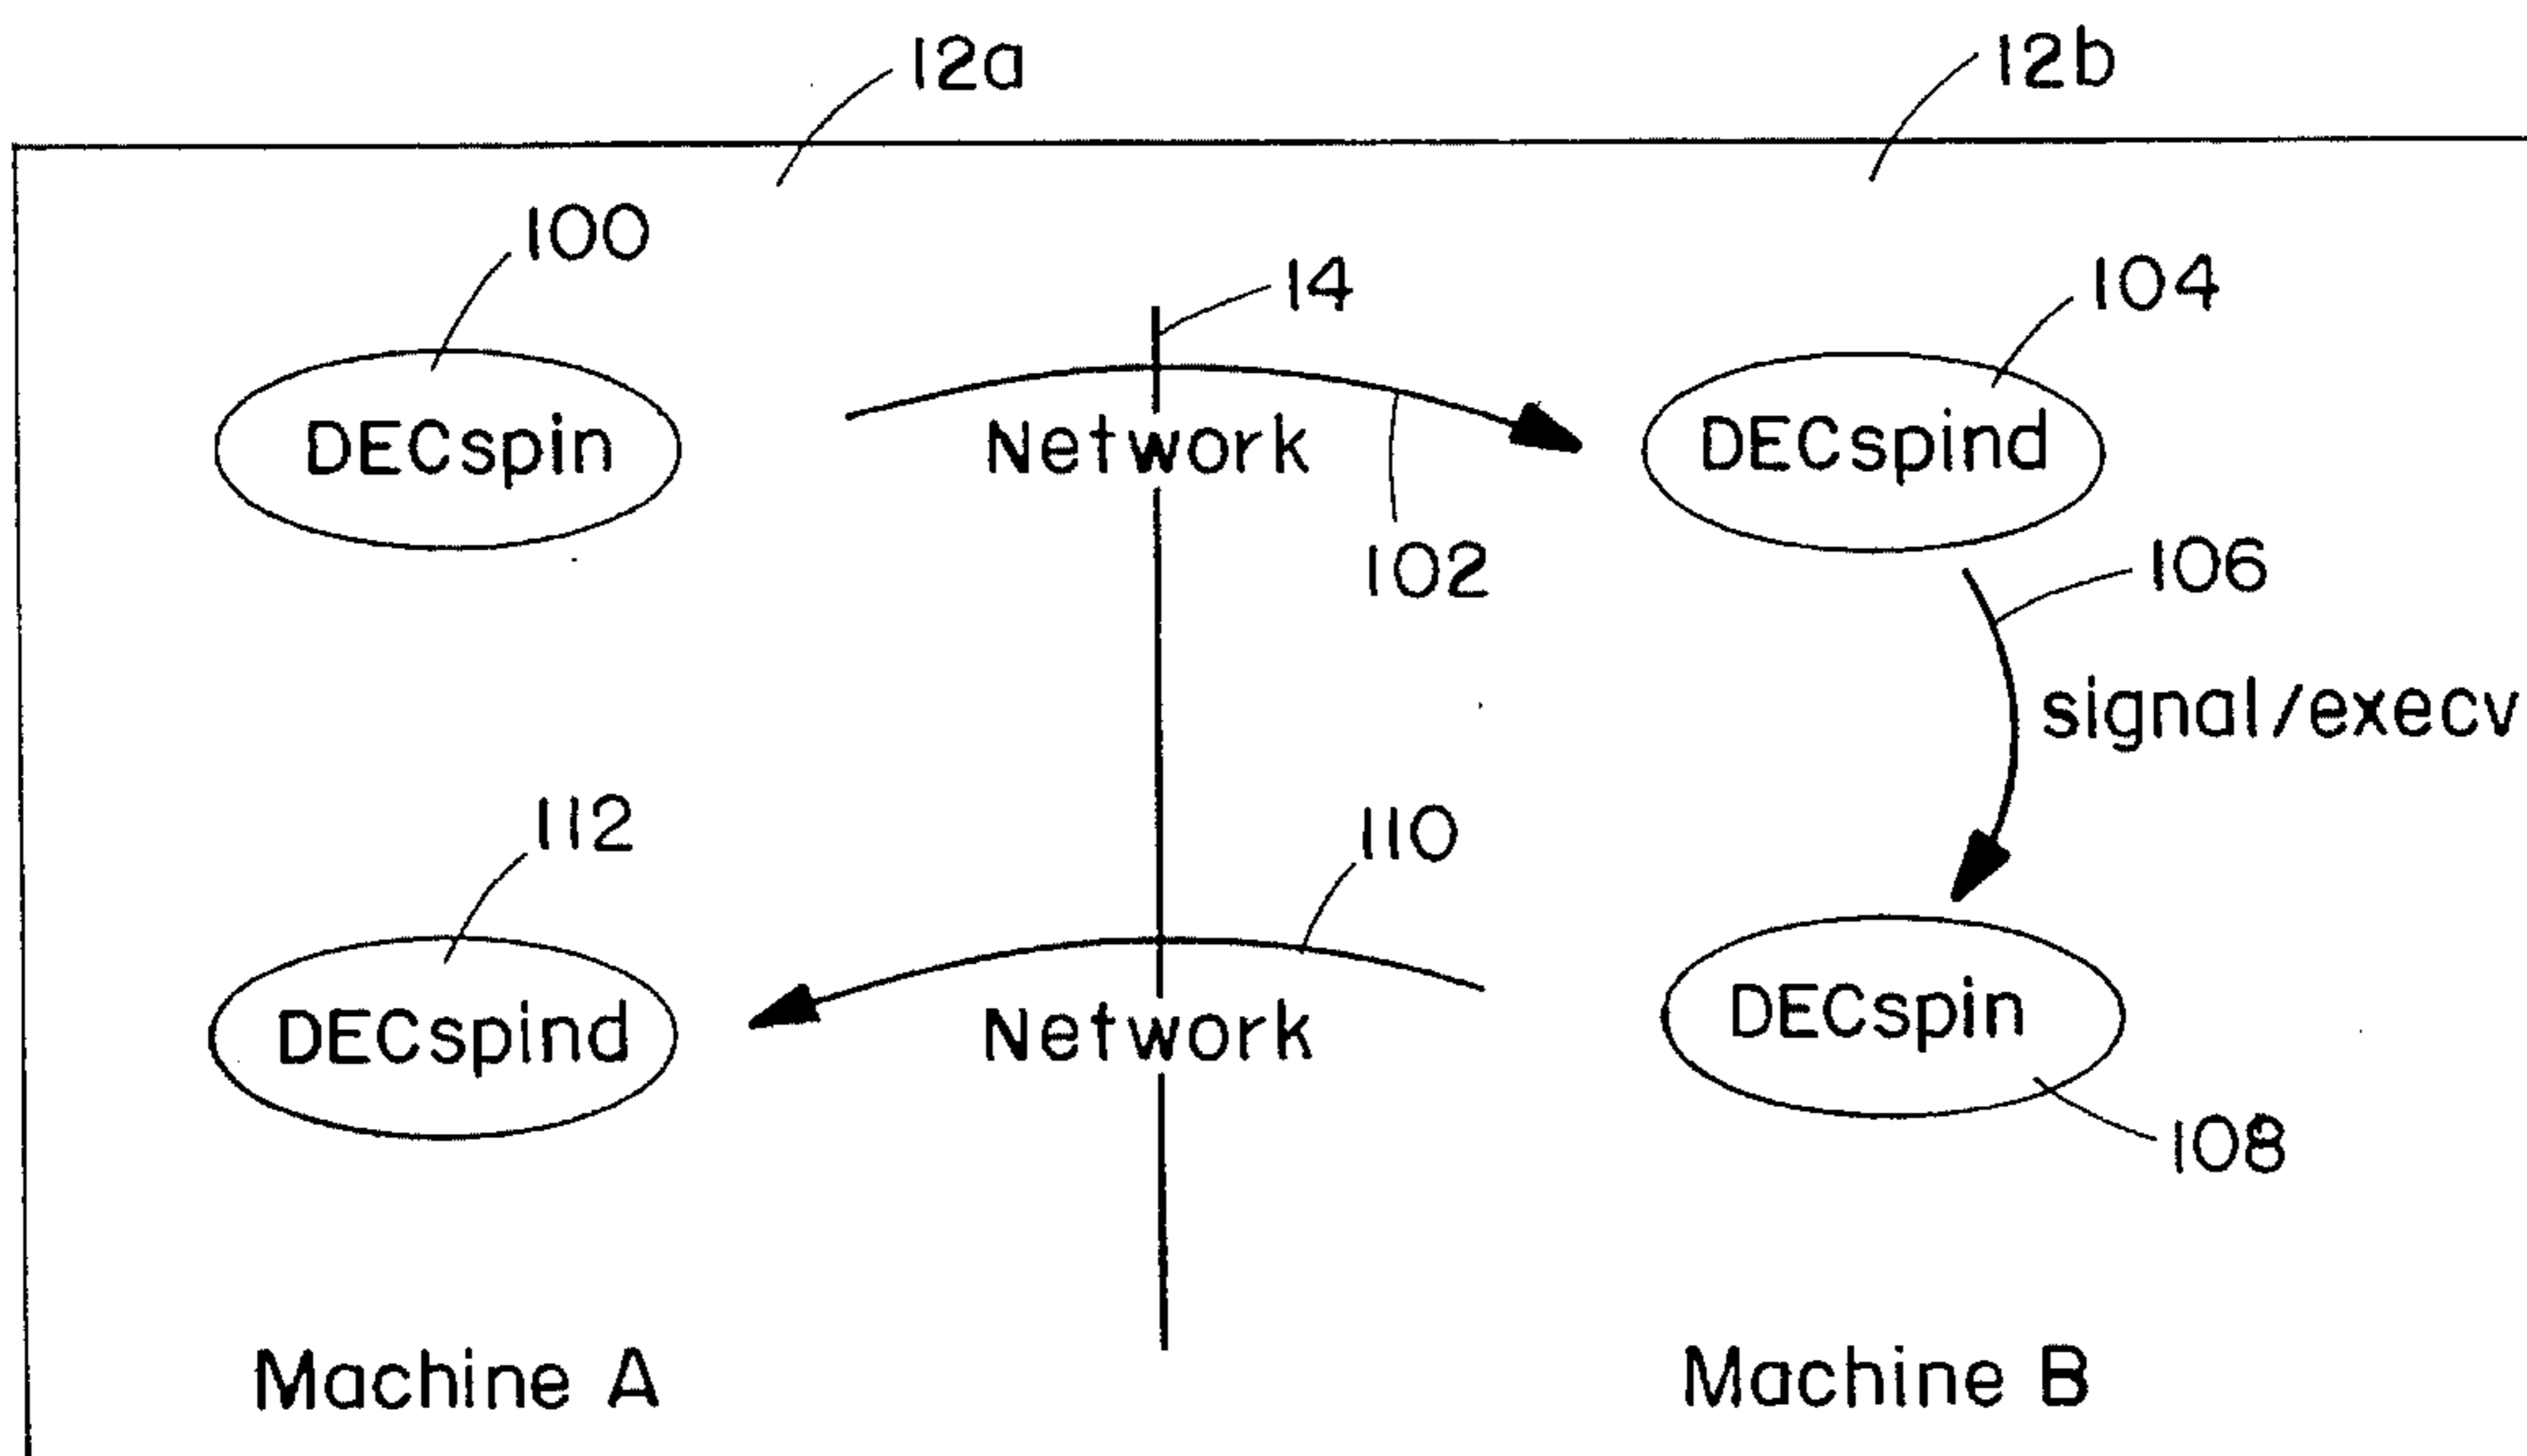 12a
12b
100
14
104
DECspin
Network
DECspind
102
106
signal/execv
112
110
DECspind
Network
DECspin
108
Machine A
Machine B